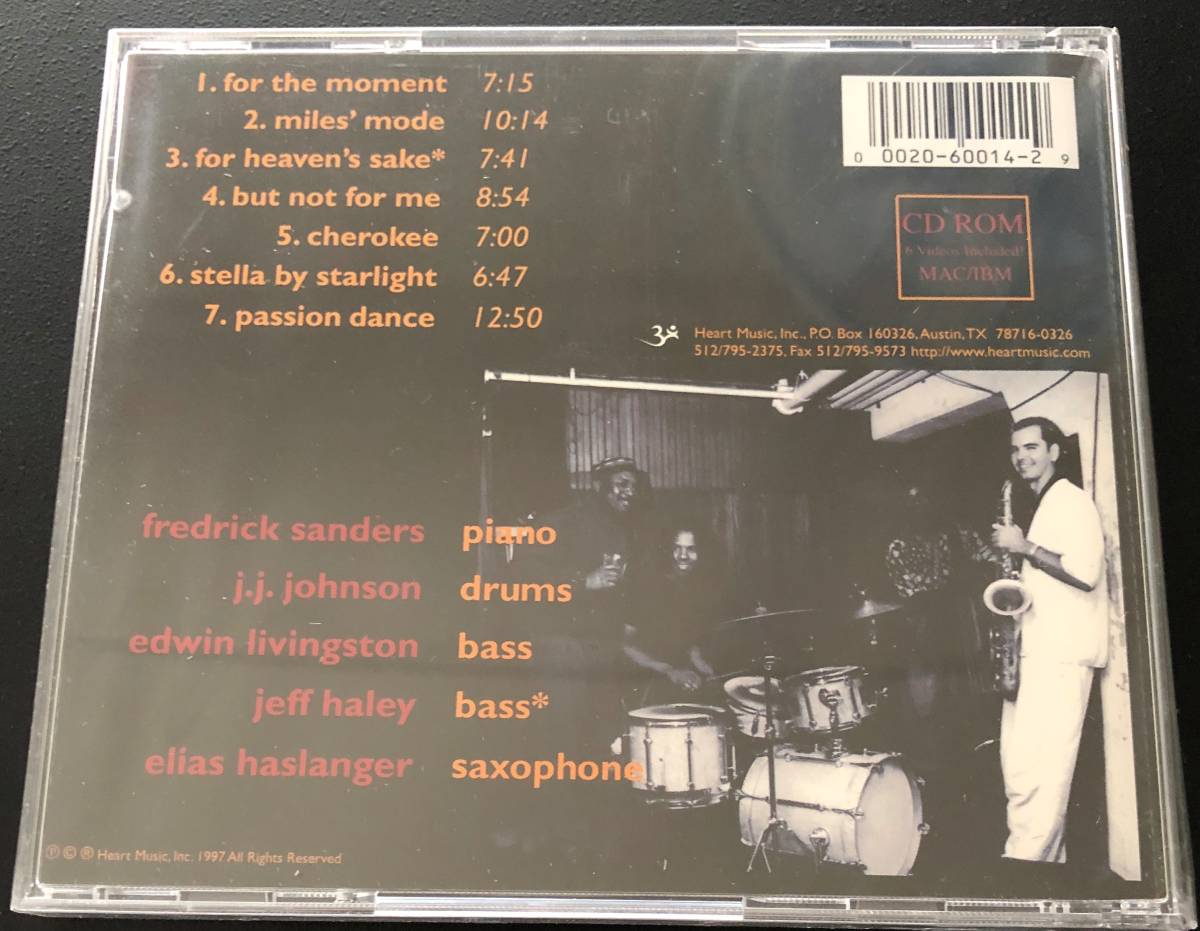 1. for the moment 7:15
2. miles' mode 10:14
3. for heaven's sake* 7:41
4. but not for me 8:54
5. cherokee 7:00
6. stella by starlight 6:47
7. passion dance 12:50
0 0020-60014-2 9
CD ROM
6 Videos Included!
MAC/IBM
Heart Music, Inc., P.O. Box 160326, Austin, TX 78716-0326
512/795-2375, Fax 512/795-9573 http://www.heartmusic.com
fredrick sanders piano
j.j. johnson drums
edwin livingston bass
jeff haley bass*
elias haslanger saxophone
℗ © ® Heart Music, Inc. 1997 All Rights Reserved